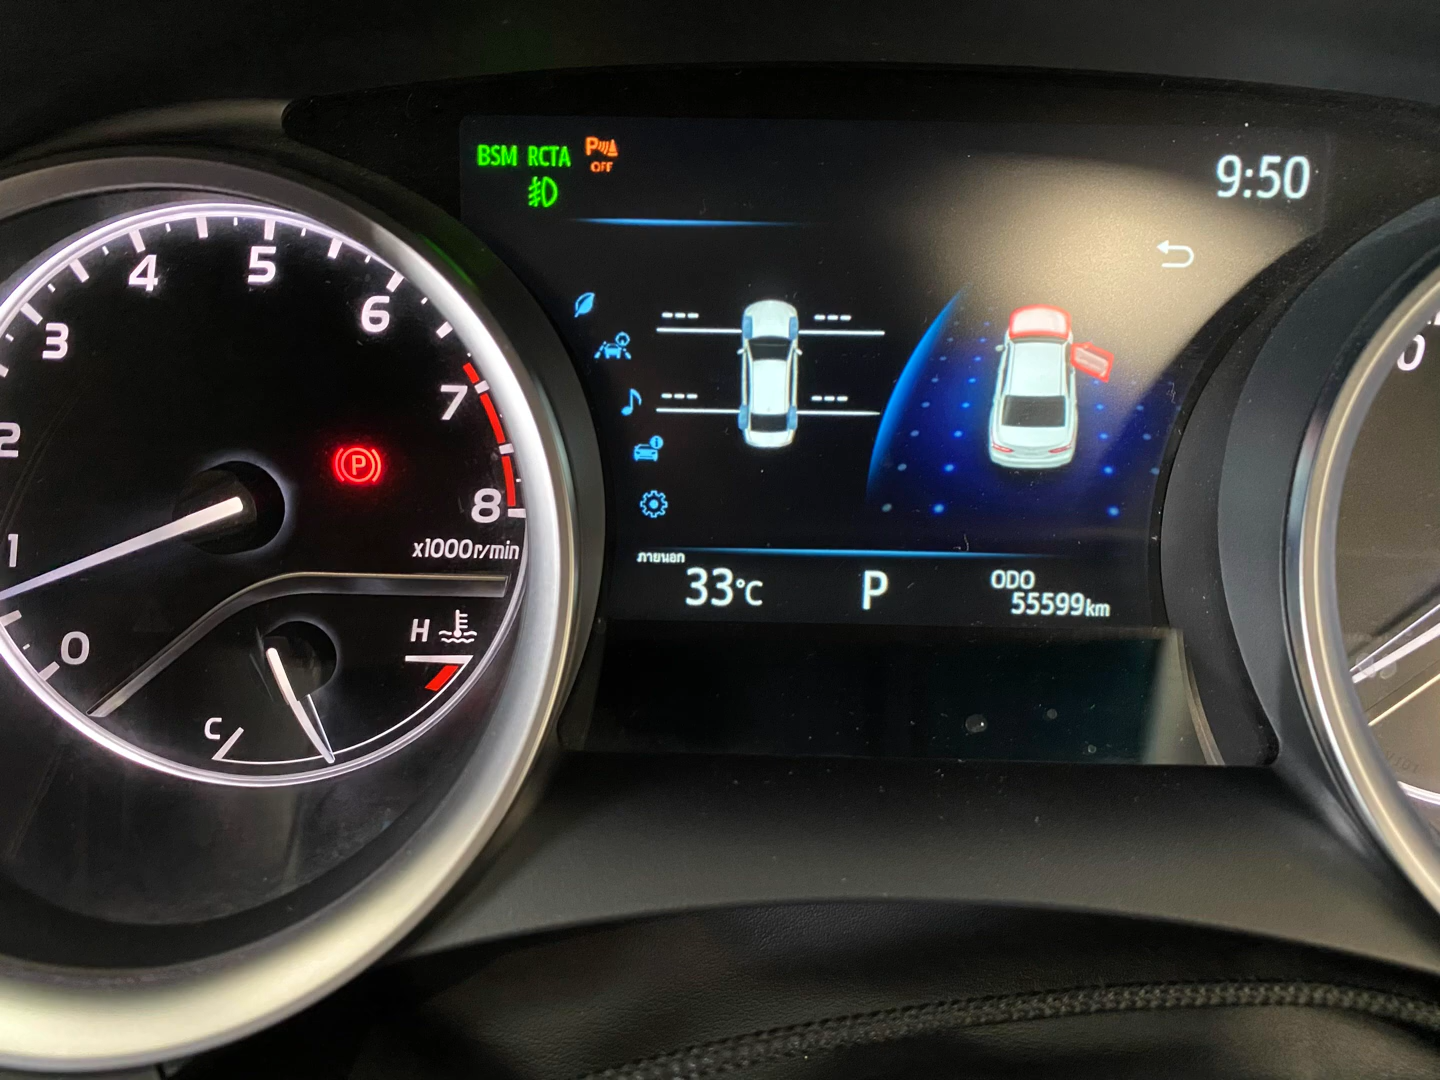 BSM RCTA P
OFF
9:50
4
5
6
3
7
2
8
1
x1000r/min
0
H
C
P
--- ---
--- ---
ภายนอก
33°C
P
ODO
55599km
0